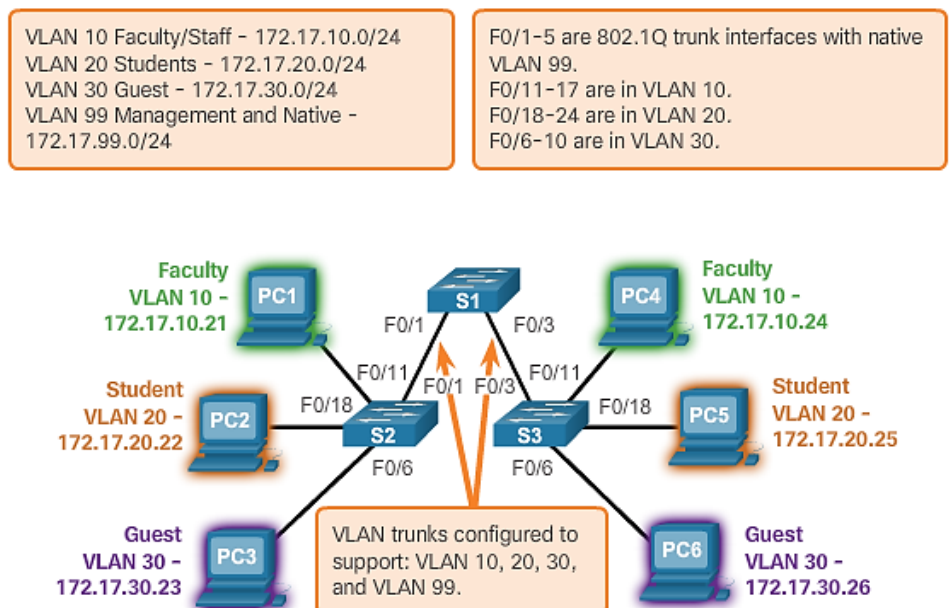 VLAN 10 Faculty/Staff - 172.17.10.0/24
VLAN 20 Students - 172.17.20.0/24
VLAN 30 Guest - 172.17.30.0/24
VLAN 99 Management and Native -
172.17.99.0/24
F0/1-5 are 802.1Q trunk interfaces with native
VLAN 99.
F0/11-17 are in VLAN 10.
F0/18-24 are in VLAN 20.
F0/6-10 are in VLAN 30.
Faculty
VLAN 10 -
172.17.10.21
PC1
S1
PC4
Faculty
VLAN 10 -
172.17.10.24
F0/1
F0/3
F0/11
F0/1
F0/3
F0/11
Student
VLAN 20 -
172.17.20.22
PC2
F0/18
S2
S3
F0/18
PC5
Student
VLAN 20 -
172.17.20.25
F0/6
F0/6
Guest
VLAN 30 -
172.17.30.23
PC3
VLAN trunks configured to
support: VLAN 10, 20, 30,
and VLAN 99.
PC6
Guest
VLAN 30 -
172.17.30.26